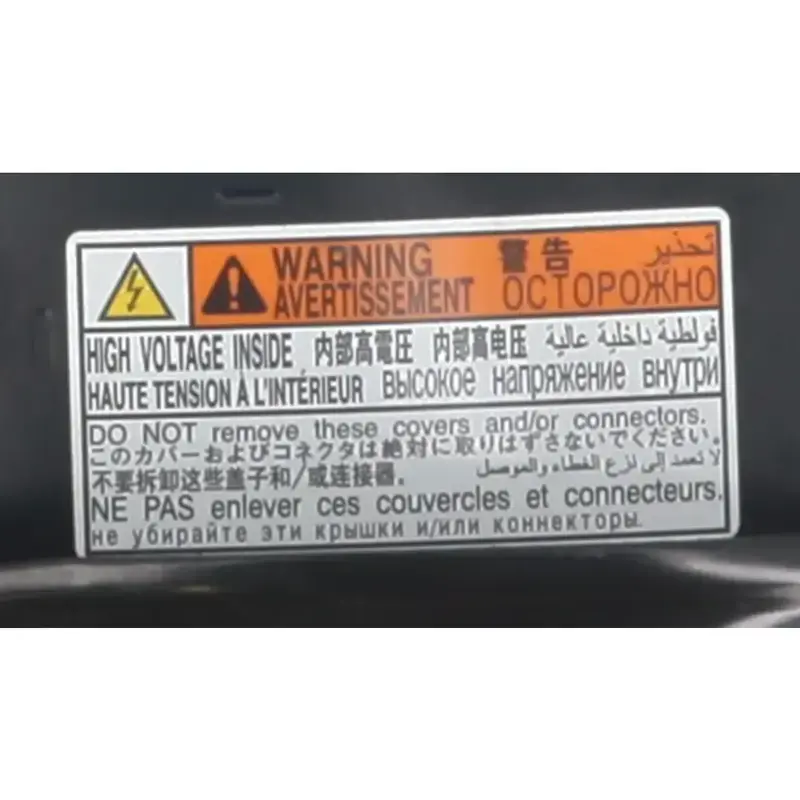 WARNING 警告 تحذير
AVERTISSEMENT ОСТОРОЖНО
HIGH VOLTAGE INSIDE 内部高電圧 内部高电压 فولطية داخلية عالية
HAUTE TENSION À L'INTÉRIEUR высокое напряжение внутри
DO NOT remove these covers and/or connectors.
このカバーおよびコネクタは絶対に取りはずさないでください。
不要拆卸这些盖子和/或连接器。 لا تعمد إلى نزع الغطاء والموصل
NE PAS enlever ces couvercles et connecteurs.
не убирайте эти крышки и/или коннекторы.